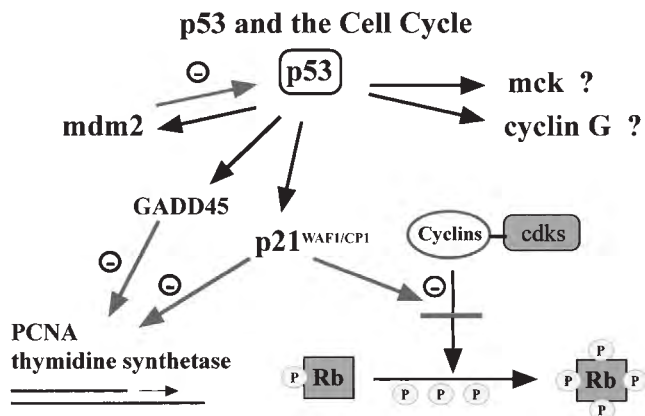 p53 and the Cell Cycle
⊖
p53
mck ?
mdm2
cyclin G ?
GADD45
p21WAF1/CP1
Cyclins
cdks
⊖
⊖
⊖
PCNA
thymidine synthetase
P
Rb
P P P
P
P Rb P
P